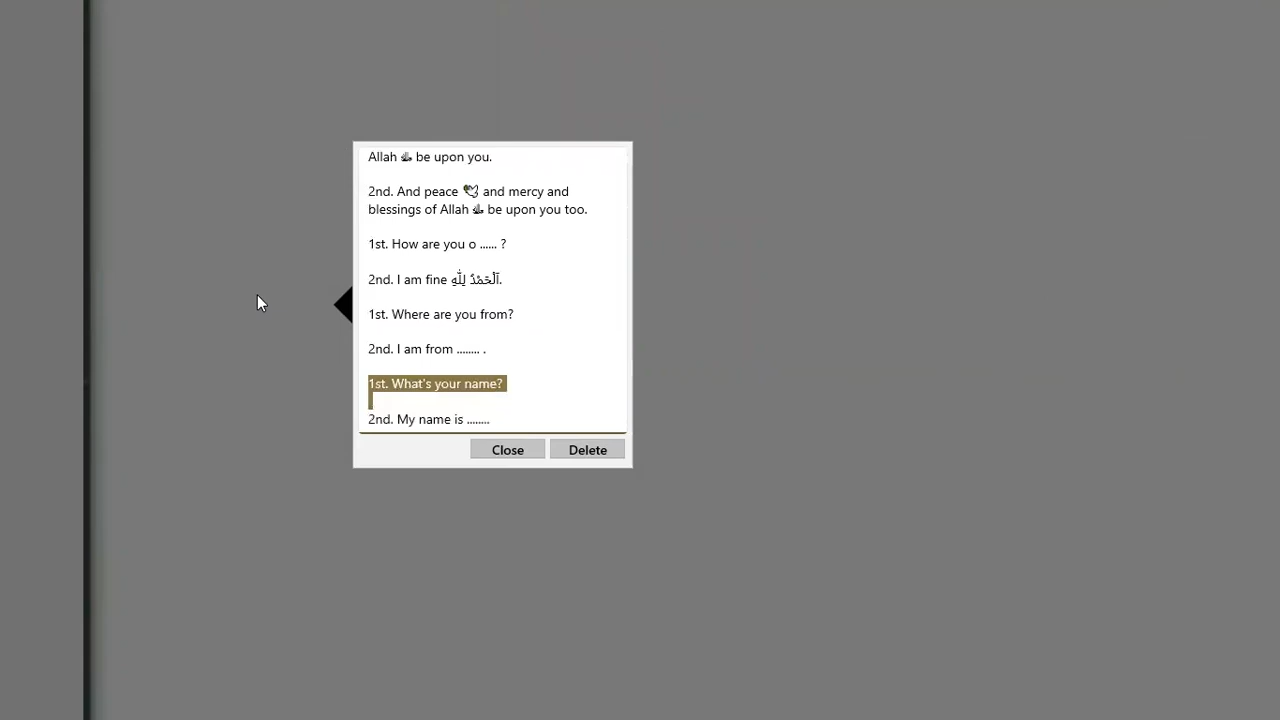 Allah ﷻ be upon you.
2nd. And peace 🕊 and mercy and
blessings of Allah ﷻ be upon you too.
1st. How are you o ...... ?
2nd. I am fine اَلْحَمْدُ لِلّٰهِ.
1st. Where are you from?
2nd. I am from ........ .
1st. What's your name?
2nd. My name is ........
Close Delete